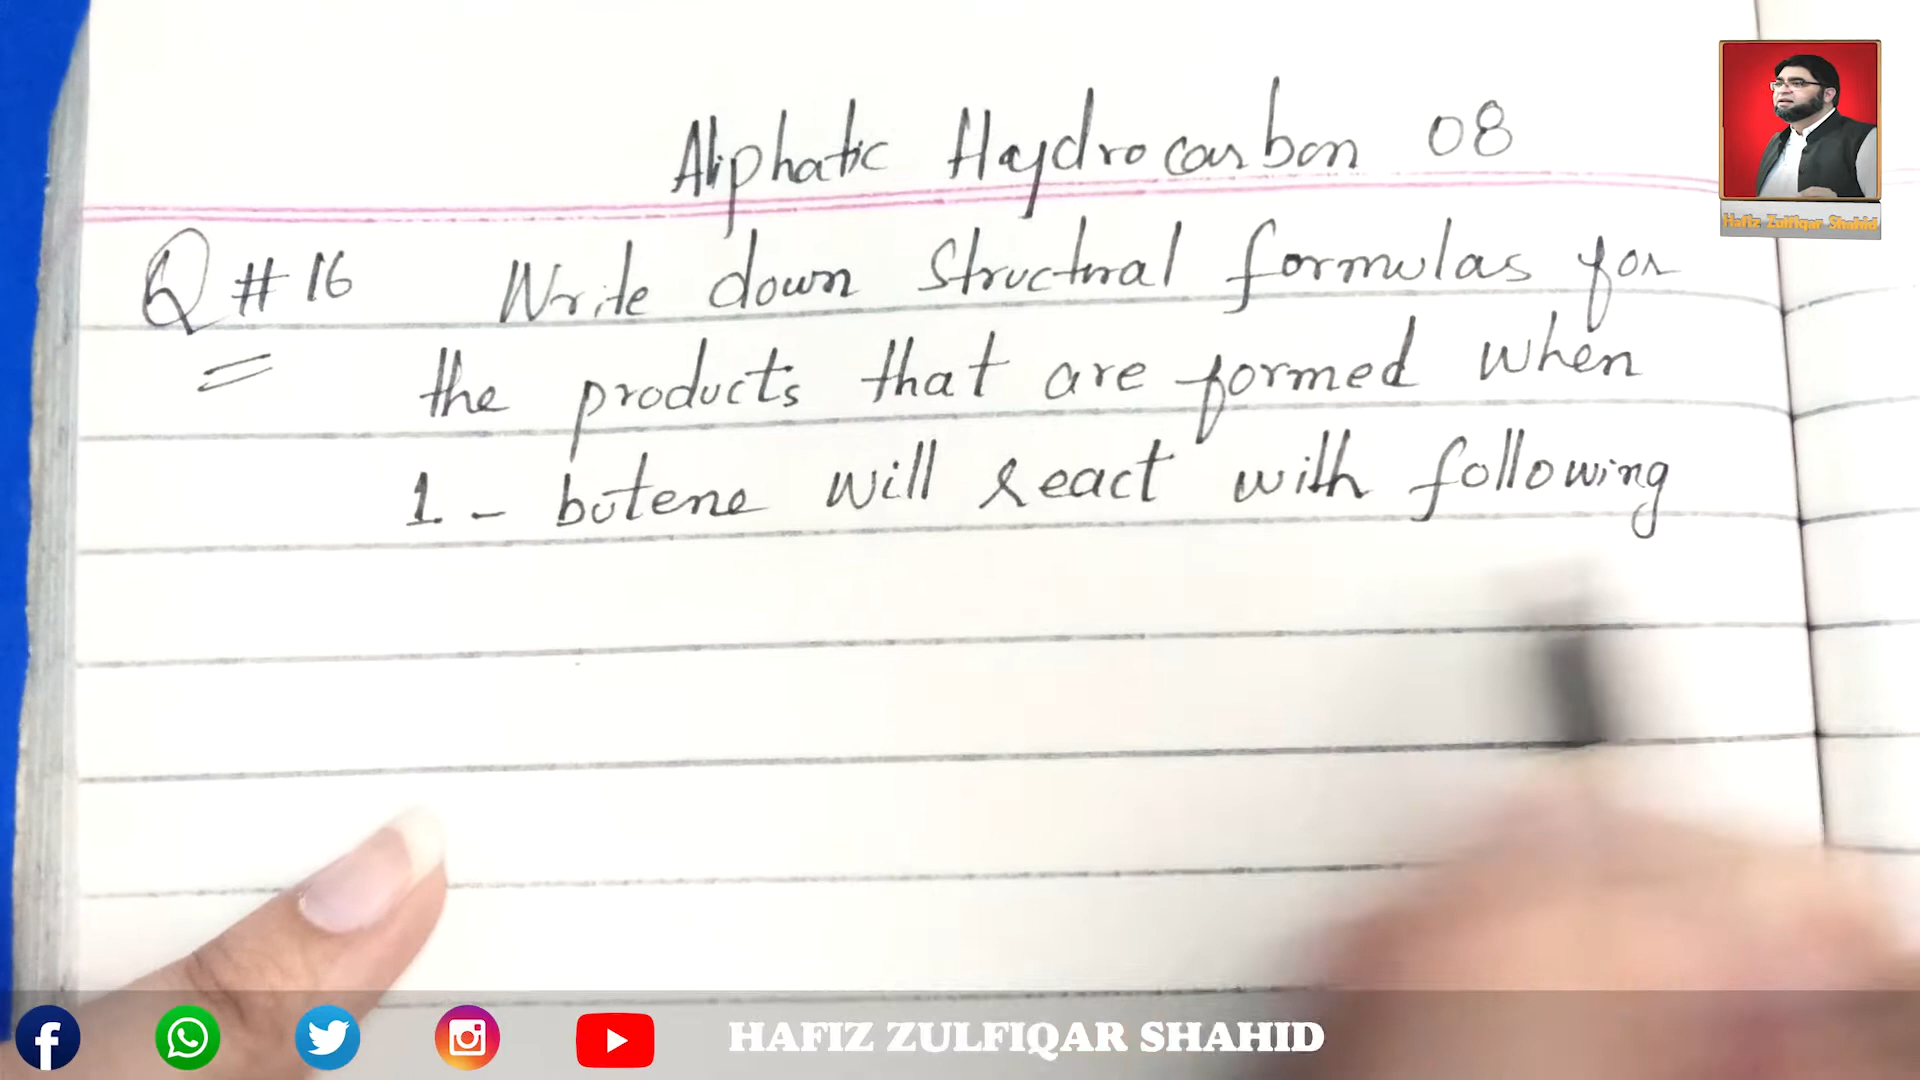 Aliphatic Hydrocarbon 08
Hafiz Zulfiqar Shahid
Q # 16 Write down Structural formulas for
the products that are formed when
1 - butene will react with following
HAFIZ ZULFIQAR SHAHID